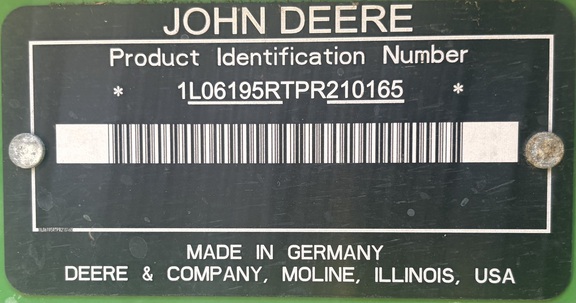 JOHN DEERE
Product Identification Number
* 1L06195RTPR210165 *
MADE IN GERMANY
DEERE & COMPANY, MOLINE, ILLINOIS, USA